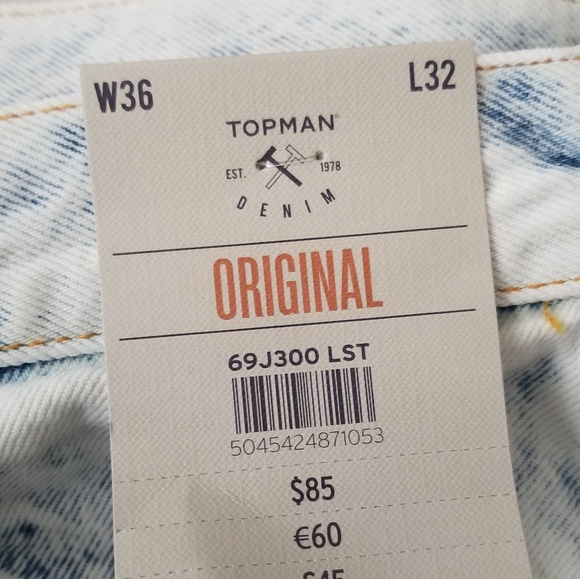 W36 L32
TOPMAN®
EST. 1978
DENIM
ORIGINAL
69J300 LST
5045424871053
$85
€60